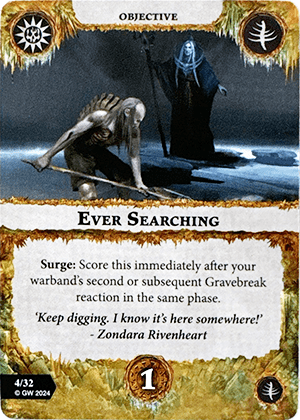 OBJECTIVE
EVER SEARCHING
Surge: Score this immediately after your
warband's second or subsequent Gravebreak
reaction in the same phase.
'Keep digging. I know it's here somewhere!'
- Zondara Rivenheart
4/32
© GW 2024
1